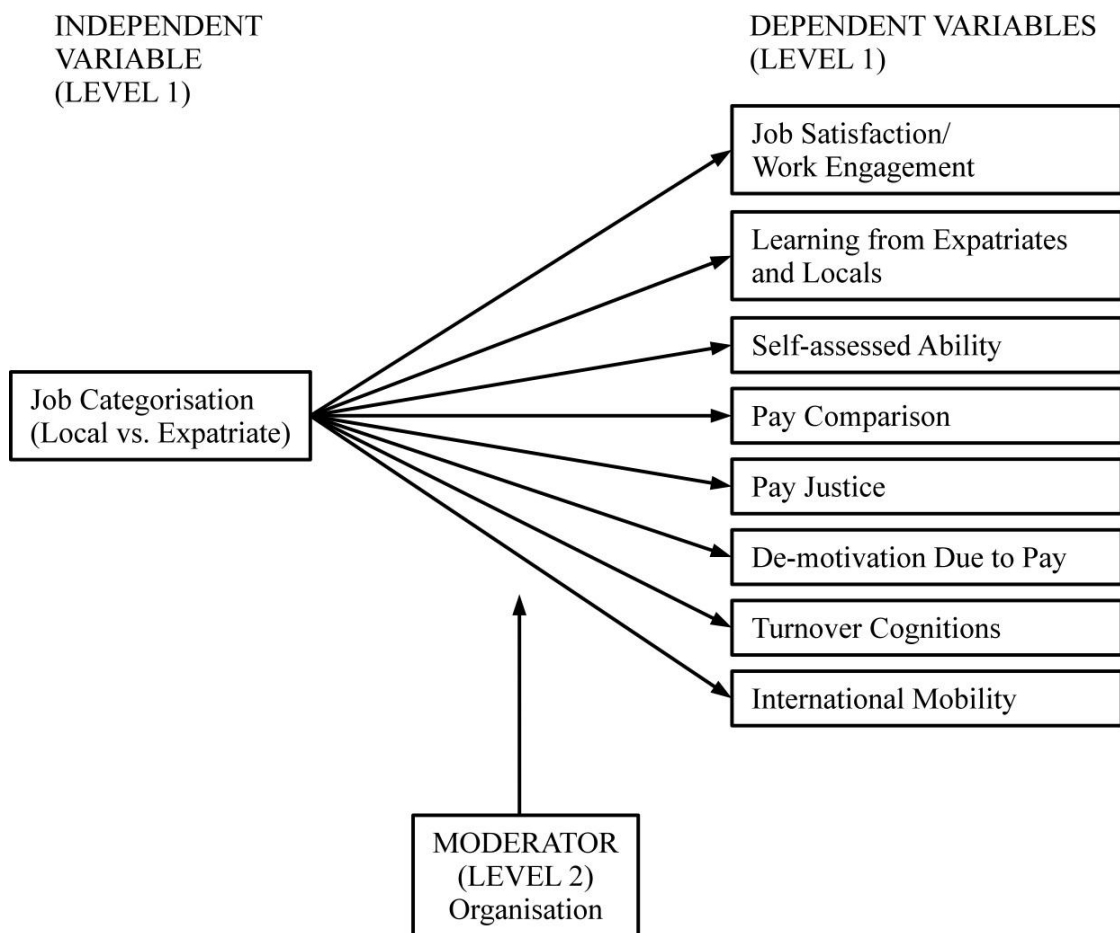 INDEPENDENT
VARIABLE
(LEVEL 1)
DEPENDENT VARIABLES
(LEVEL 1)
Job Categorisation
(Local vs. Expatriate)
Job Satisfaction/
Work Engagement
Learning from Expatriates
and Locals
Self-assessed Ability
Pay Comparison
Pay Justice
De-motivation Due to Pay
Turnover Cognitions
International Mobility
MODERATOR
(LEVEL 2)
Organisation